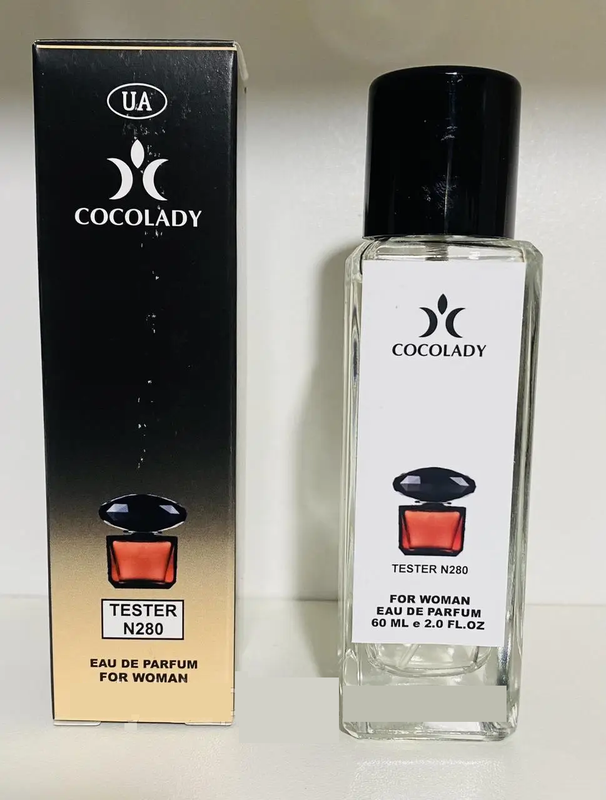 UA
COCOLADY
TESTER
N280
EAU DE PARFUM
FOR WOMAN
COCOLADY
TESTER N280
FOR WOMAN
EAU DE PARFUM
60 ML e 2.0 FL.OZ